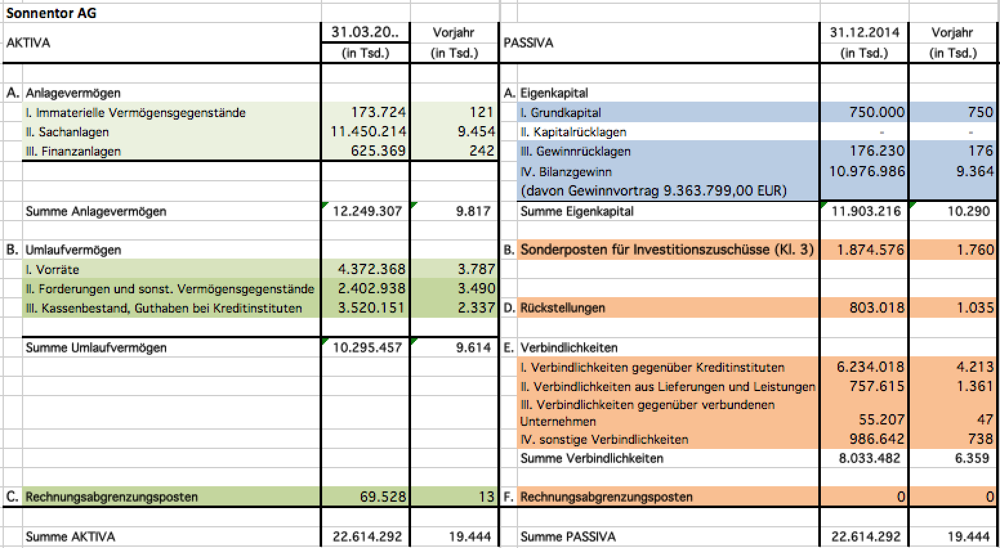 Sonnentor AG
AKTIVA 31.03.20.. Vorjahr PASSIVA 31.12.2014 Vorjahr
(in Tsd.) (in Tsd.) (in Tsd.) (in Tsd.)
A. Anlagevermögen A. Eigenkapital
I. Immaterielle Vermögensgegenstände 173.724 121 I. Grundkapital 750.000 750
II. Sachanlagen 11.450.214 9.454 II. Kapitalrücklagen - -
III. Finanzanlagen 625.369 242 III. Gewinnrücklagen 176.230 176
IV. Bilanzgewinn 10.976.986 9.364
(davon Gewinnvortrag 9.363.799,00 EUR)
Summe Anlagevermögen 12.249.307 9.817 Summe Eigenkapital 11.903.216 10.290
B. Umlaufvermögen B. Sonderposten für Investitionszuschüsse (Kl. 3) 1.874.576 1.760
I. Vorräte 4.372.368 3.787
II. Forderungen und sonst. Vermögensgegenstände 2.402.938 3.490
III. Kassenbestand, Guthaben bei Kreditinstituten 3.520.151 2.337 D. Rückstellungen 803.018 1.035
Summe Umlaufvermögen 10.295.457 9.614 E. Verbindlichkeiten
I. Verbindlichkeiten gegenüber Kreditinstituten 6.234.018 4.213
II. Verbindlichkeiten aus Lieferungen und Leistungen 757.615 1.361
III. Verbindlichkeiten gegenüber verbundenen
Unternehmen 55.207 47
IV. sonstige Verbindlichkeiten 986.642 738
Summe Verbindlichkeiten 8.033.482 6.359
C. Rechnungsabgrenzungsposten 69.528 13 F. Rechnungsabgrenzungsposten 0 0
Summe AKTIVA 22.614.292 19.444 Summe PASSIVA 22.614.292 19.444